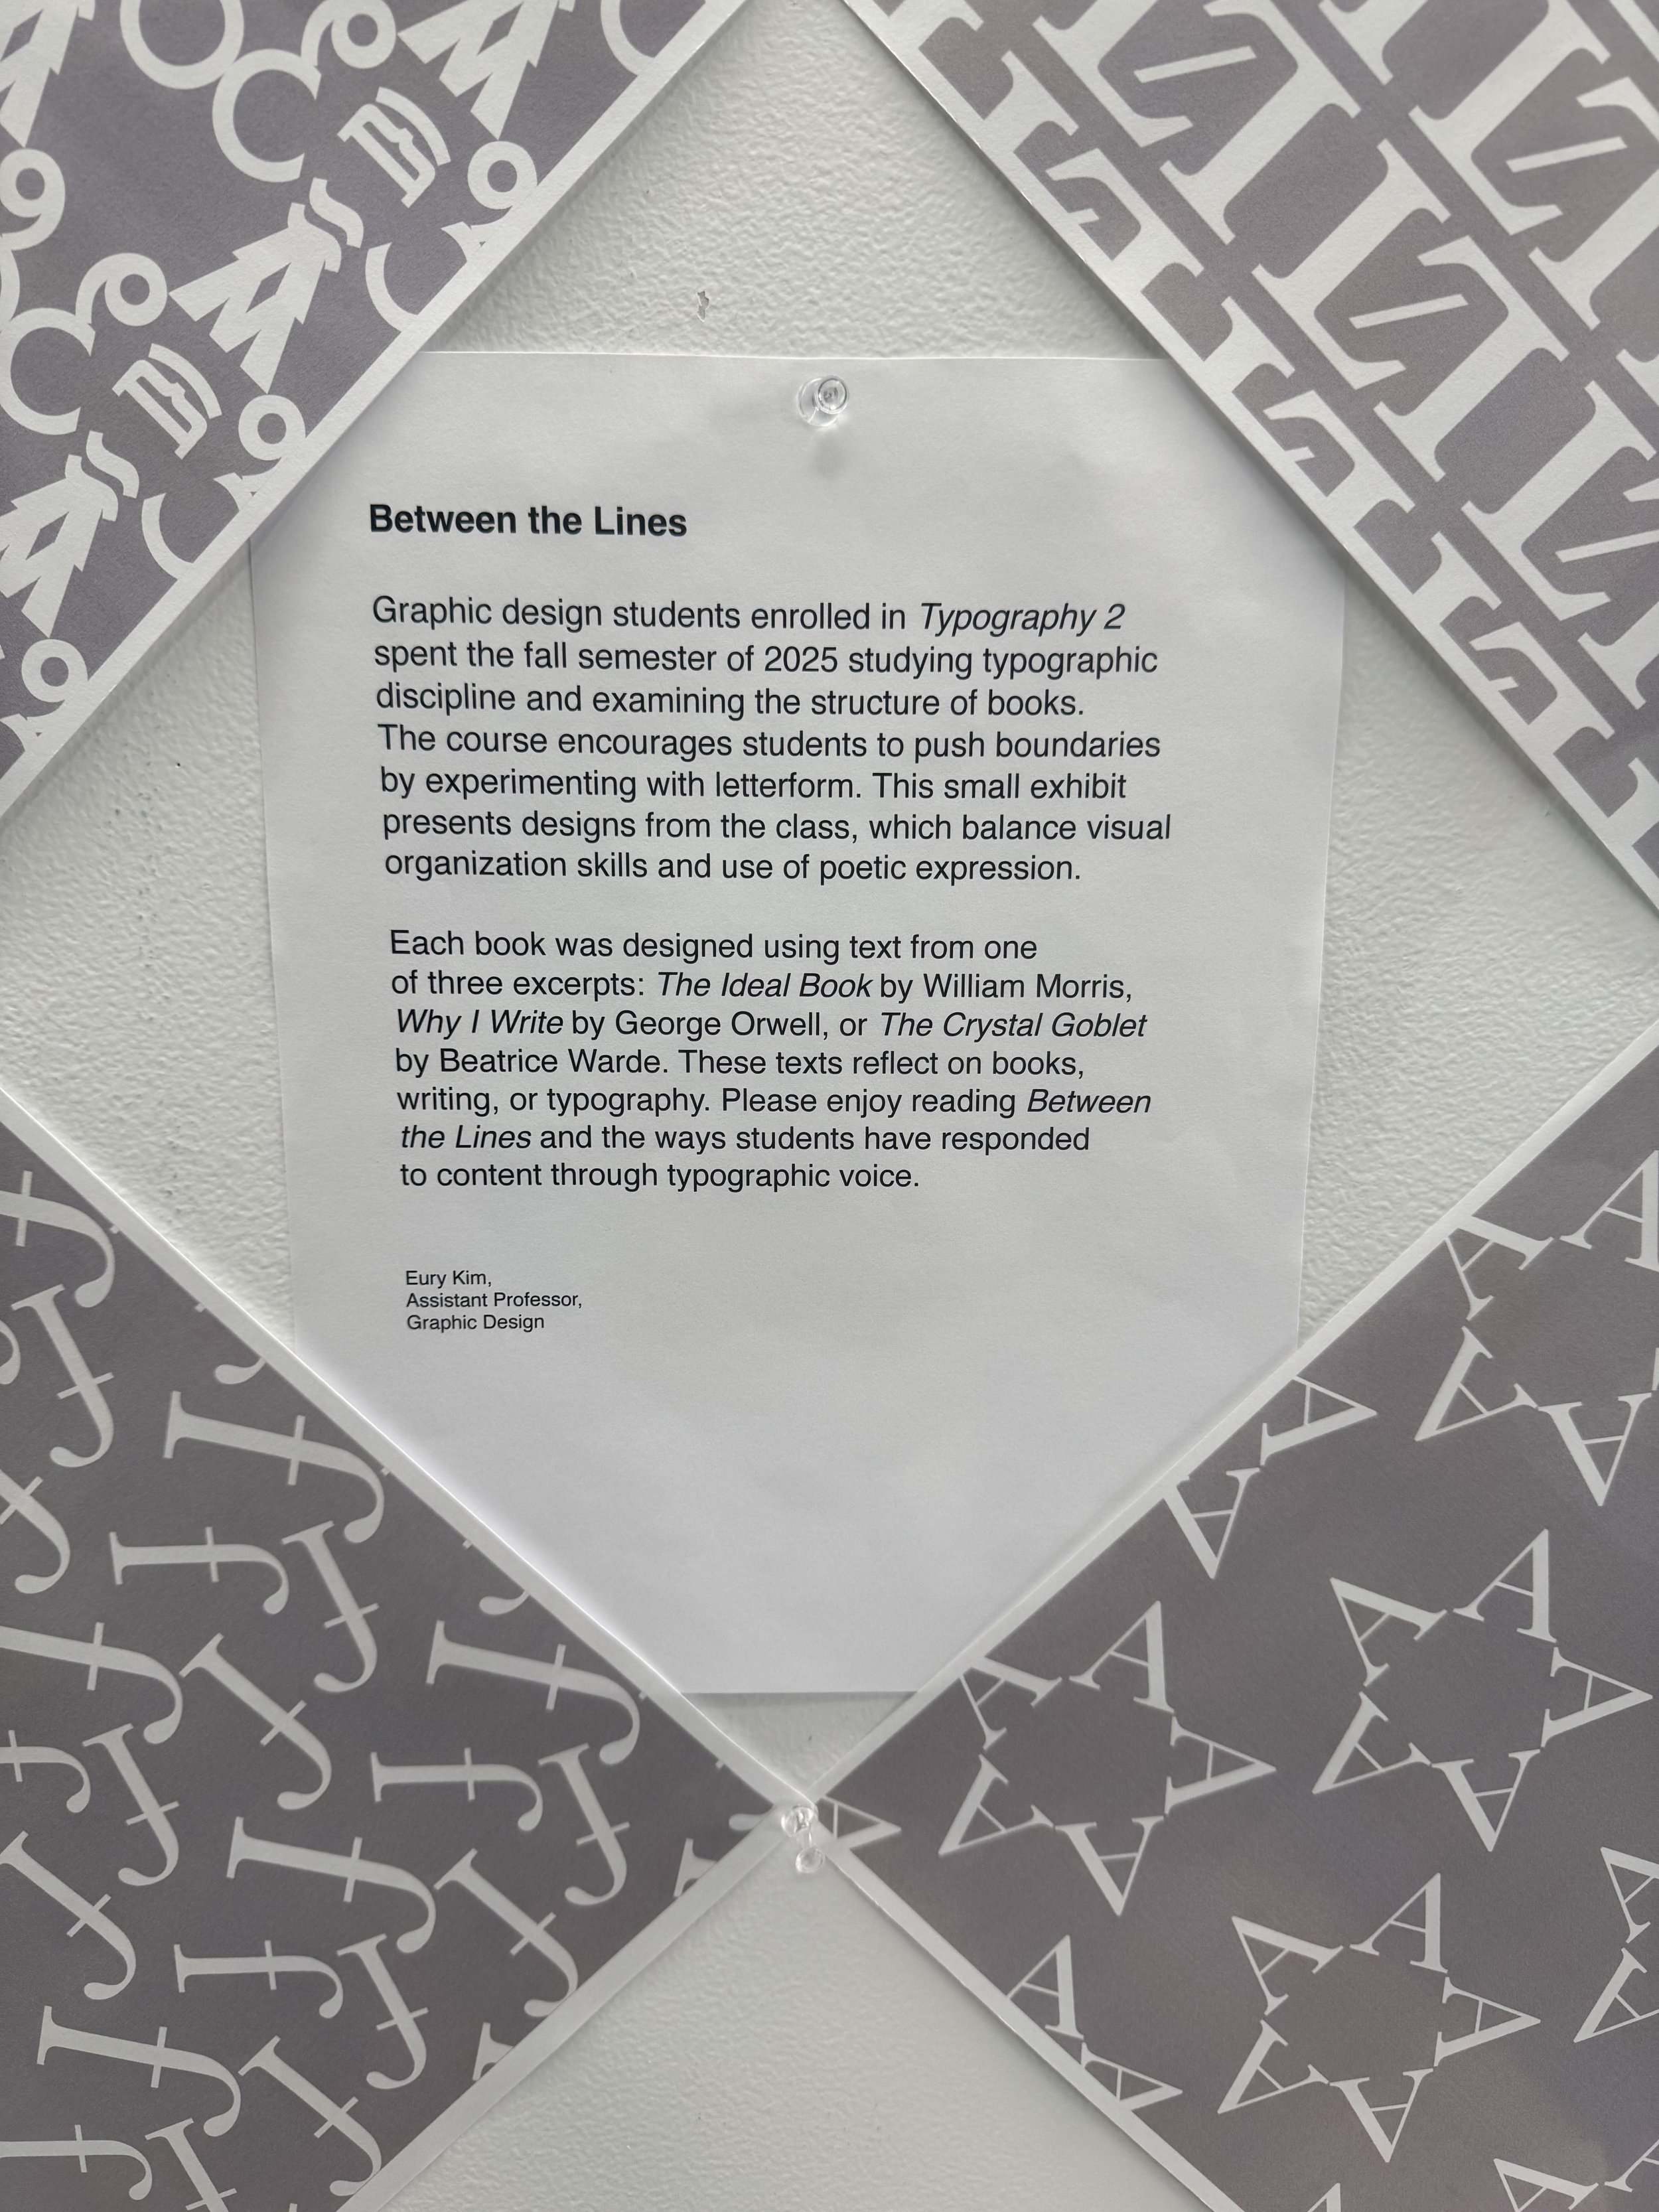 Between the Lines
Graphic design students enrolled in Typography 2
spent the fall semester of 2025 studying typographic
discipline and examining the structure of books.
The course encourages students to push boundaries
by experimenting with letterform. This small exhibit
presents designs from the class, which balance visual
organization skills and use of poetic expression.
Each book was designed using text from one
of three excerpts: The Ideal Book by William Morris,
Why I Write by George Orwell, or The Crystal Goblet
by Beatrice Warde. These texts reflect on books,
writing, or typography. Please enjoy reading Between
the Lines and the ways students have responded
to content through typographic voice.
Eury Kim,
Assistant Professor,
Graphic Design